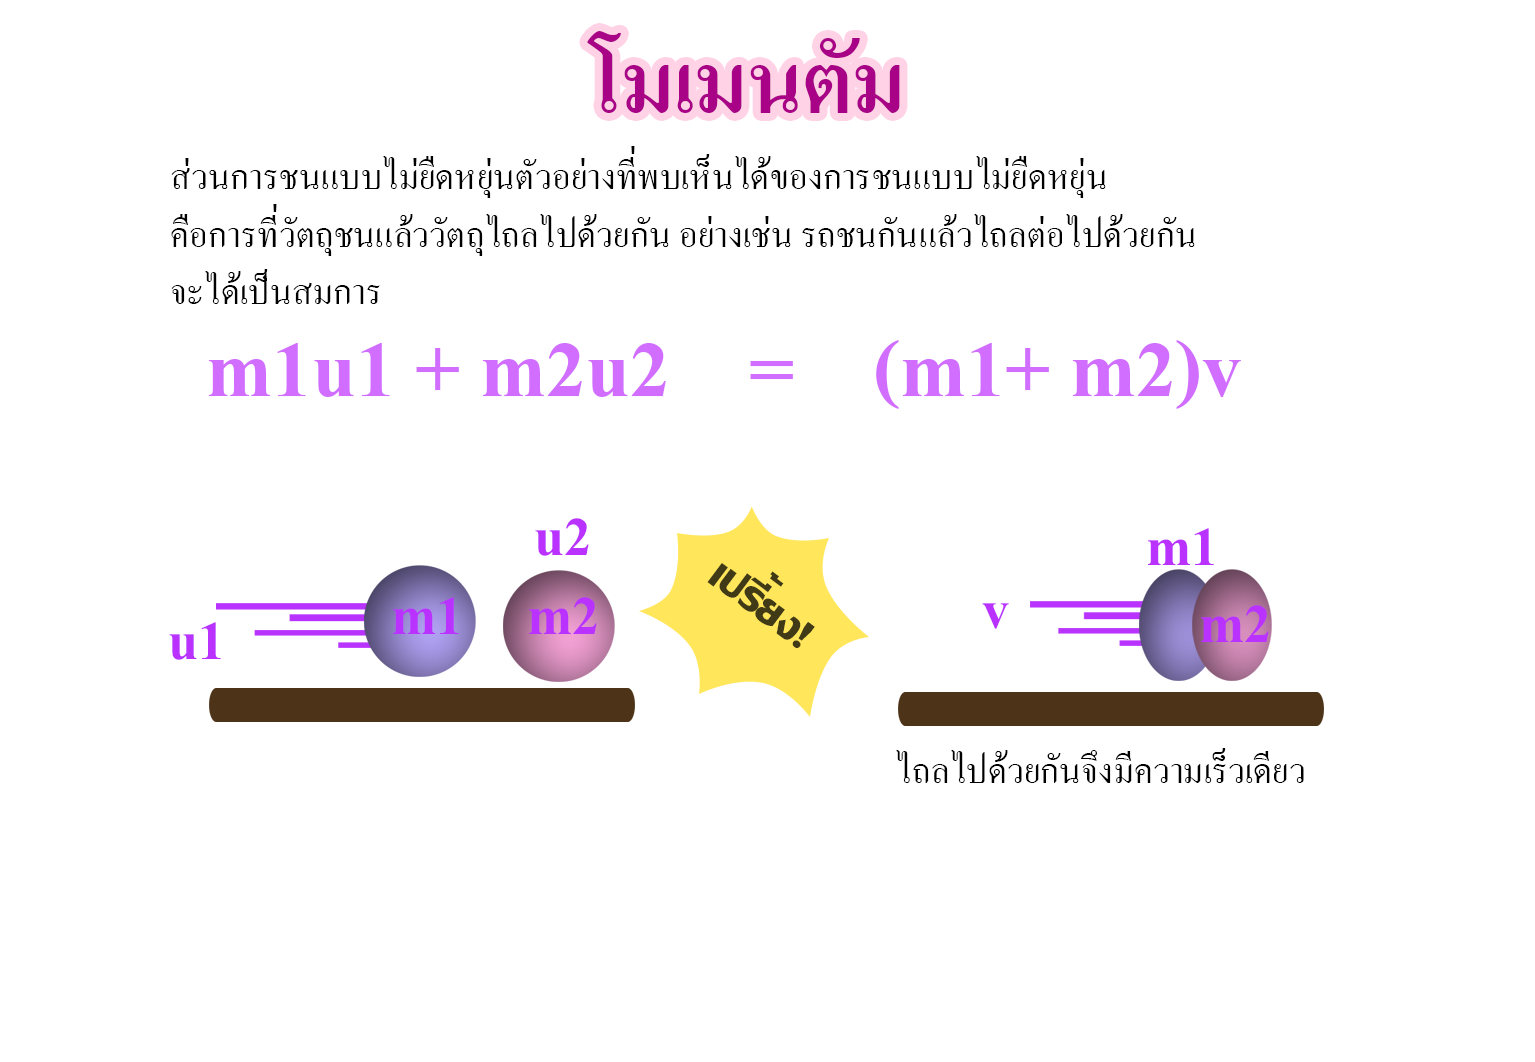 โมเมนตัม
ส่วนการชนแบบไม่ยืดหยุ่นตัวอย่างที่พบเห็นได้ของการชนแบบไม่ยืดหยุ่น
คือการที่วัตถุชนแล้ววัตถุไถลไปด้วยกัน อย่างเช่น รถชนกันแล้วไถลต่อไปด้วยกัน
จะได้เป็นสมการ
m1u1 + m2u2 = (m1+ m2)v
u2
m1
m1
m2
เปรี้ยง!
v
m2
u1
ไถลไปด้วยกันจึงมีความเร็วเดียว